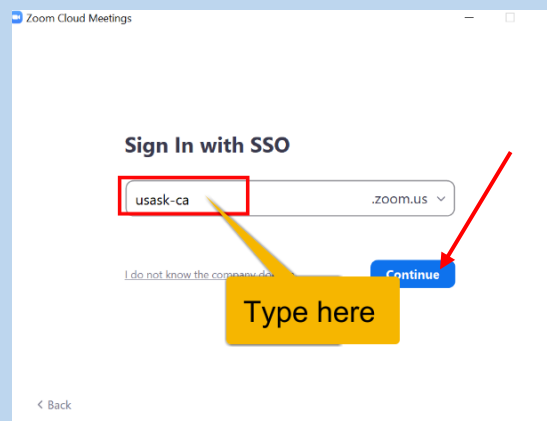 Zoom Cloud Meetings
Sign In with SSO
usask-ca .zoom.us
I do not know the company
Continue
Type here
Back